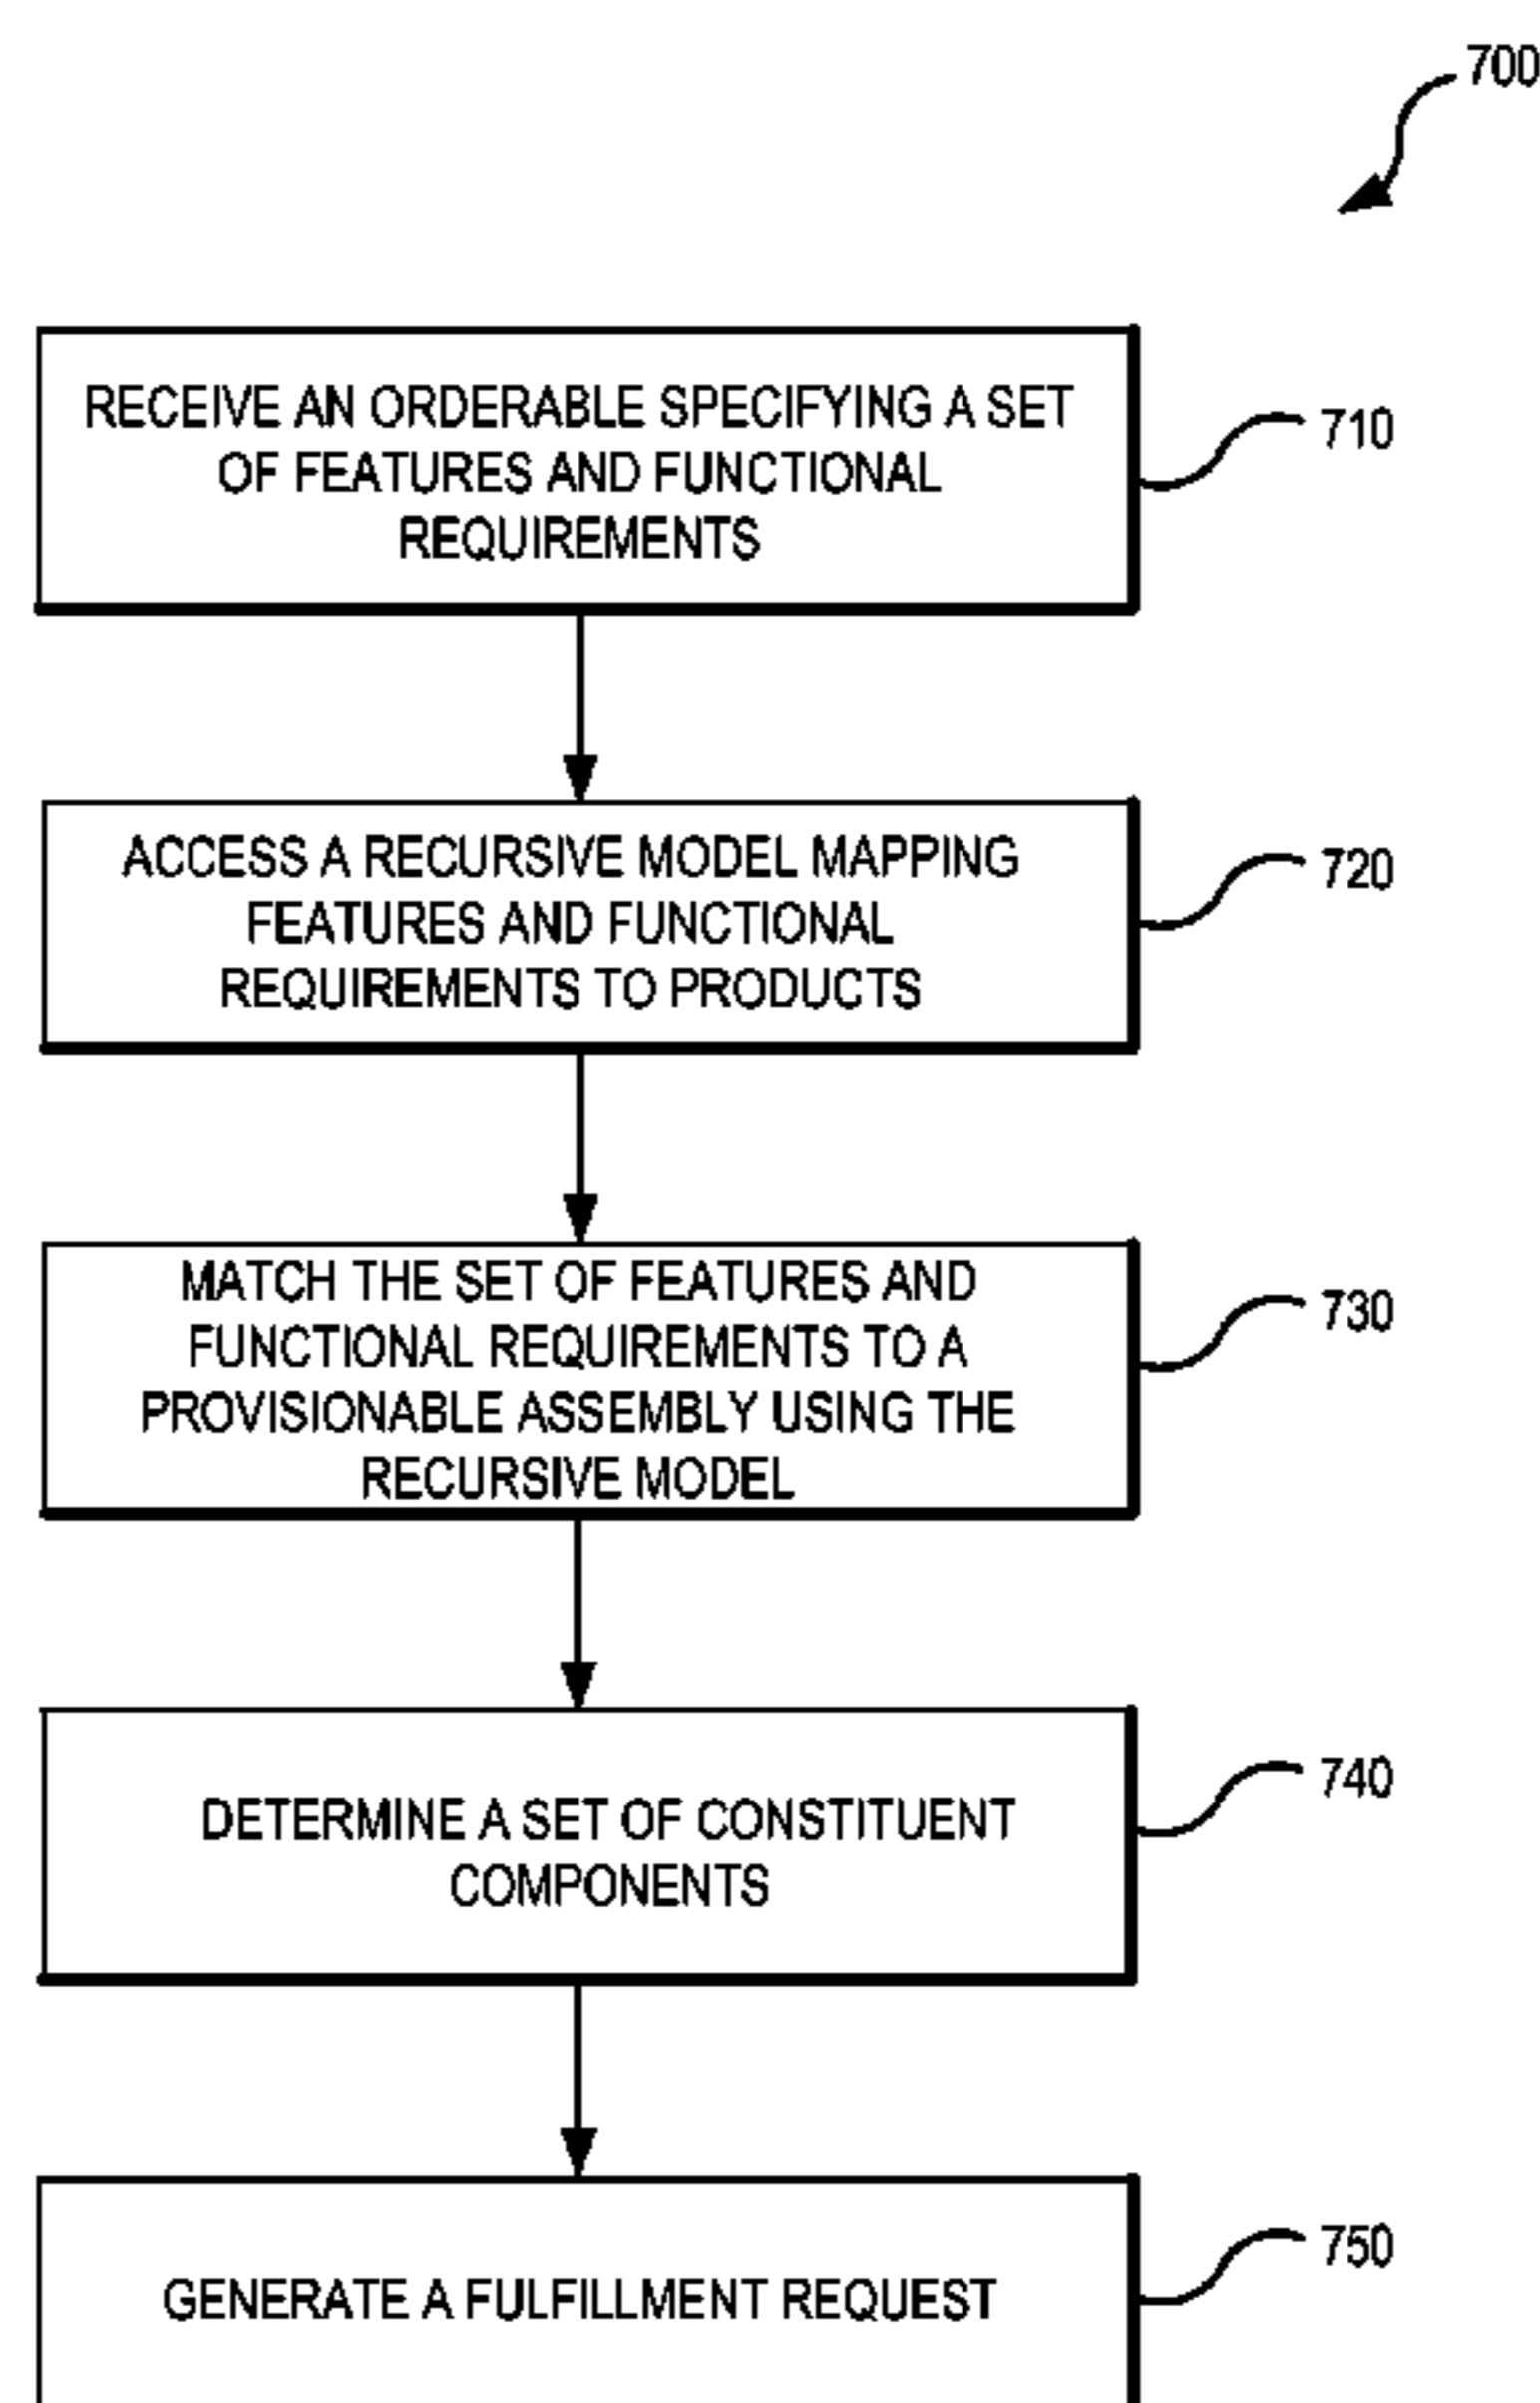 700
RECEIVE AN ORDERABLE SPECIFYING A SET
OF FEATURES AND FUNCTIONAL
REQUIREMENTS
710
ACCESS A RECURSIVE MODEL MAPPING
FEATURES AND FUNCTIONAL
REQUIREMENTS TO PRODUCTS
720
MATCH THE SET OF FEATURES AND
FUNCTIONAL REQUIREMENTS TO A
PROVISIONABLE ASSEMBLY USING THE
RECURSIVE MODEL
730
DETERMINE A SET OF CONSTITUENT
COMPONENTS
740
GENERATE A FULFILLMENT REQUEST
750